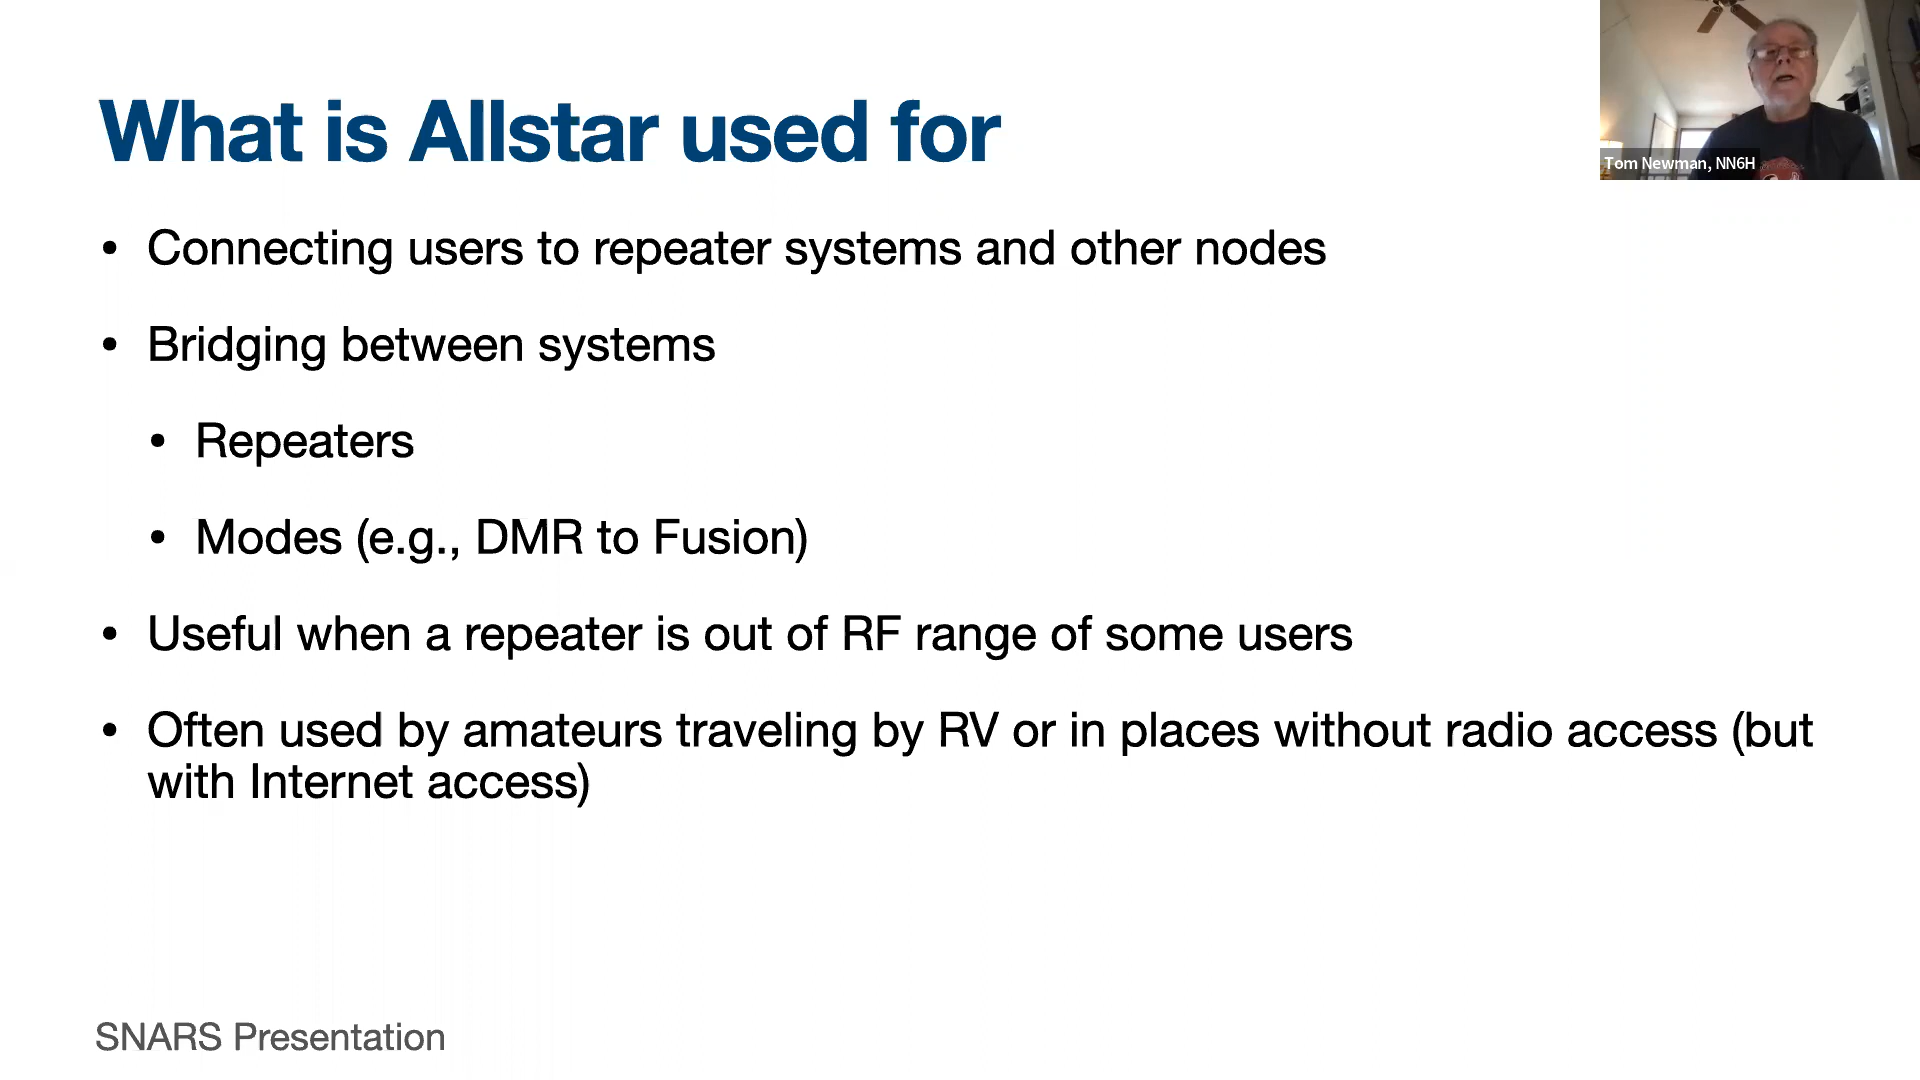 What is Allstar used for
Tom Newman, NN6H
• Connecting users to repeater systems and other nodes
• Bridging between systems
• Repeaters
• Modes (e.g., DMR to Fusion)
• Useful when a repeater is out of RF range of some users
• Often used by amateurs traveling by RV or in places without radio access (but
with Internet access)
SNARS Presentation